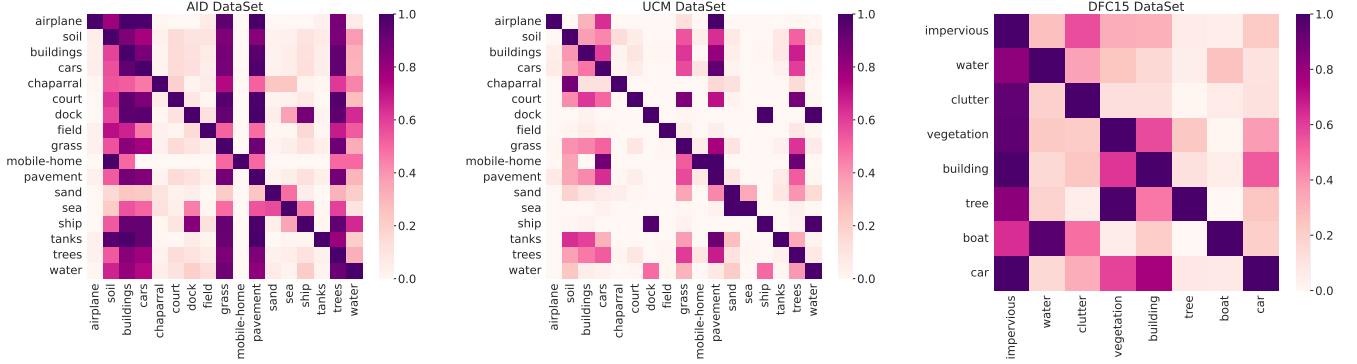 AID DataSet
airplane
soil
buildings
cars
chaparral
court
dock
field
grass
mobile-home
pavement
sand
sea
ship
tanks
trees
water
airplane
soil
buildings
cars
chaparral
court
dock
field
grass
mobile-home
pavement
sand
sea
ship
tanks
trees
water
1.0
0.8
0.6
0.4
0.2
0.0
UCM DataSet
airplane
soil
buildings
cars
chaparral
court
dock
field
grass
mobile-home
pavement
sand
sea
ship
tanks
trees
water
airplane
soil
buildings
cars
chaparral
court
dock
field
grass
mobile-home
pavement
sand
sea
ship
tanks
trees
water
1.0
0.8
0.6
0.4
0.2
0.0
DFC15 DataSet
impervious
water
clutter
vegetation
building
tree
boat
car
impervious
water
clutter
vegetation
building
tree
boat
car
1.0
0.8
0.6
0.4
0.2
0.0